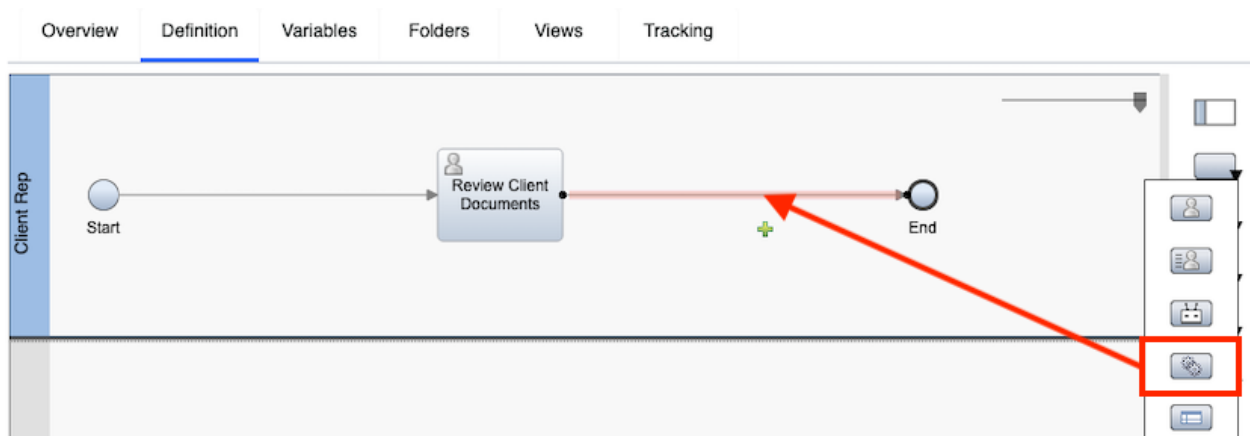 Overview Definition Variables Folders Views Tracking
Client Rep
Start
Review Client
Documents
End